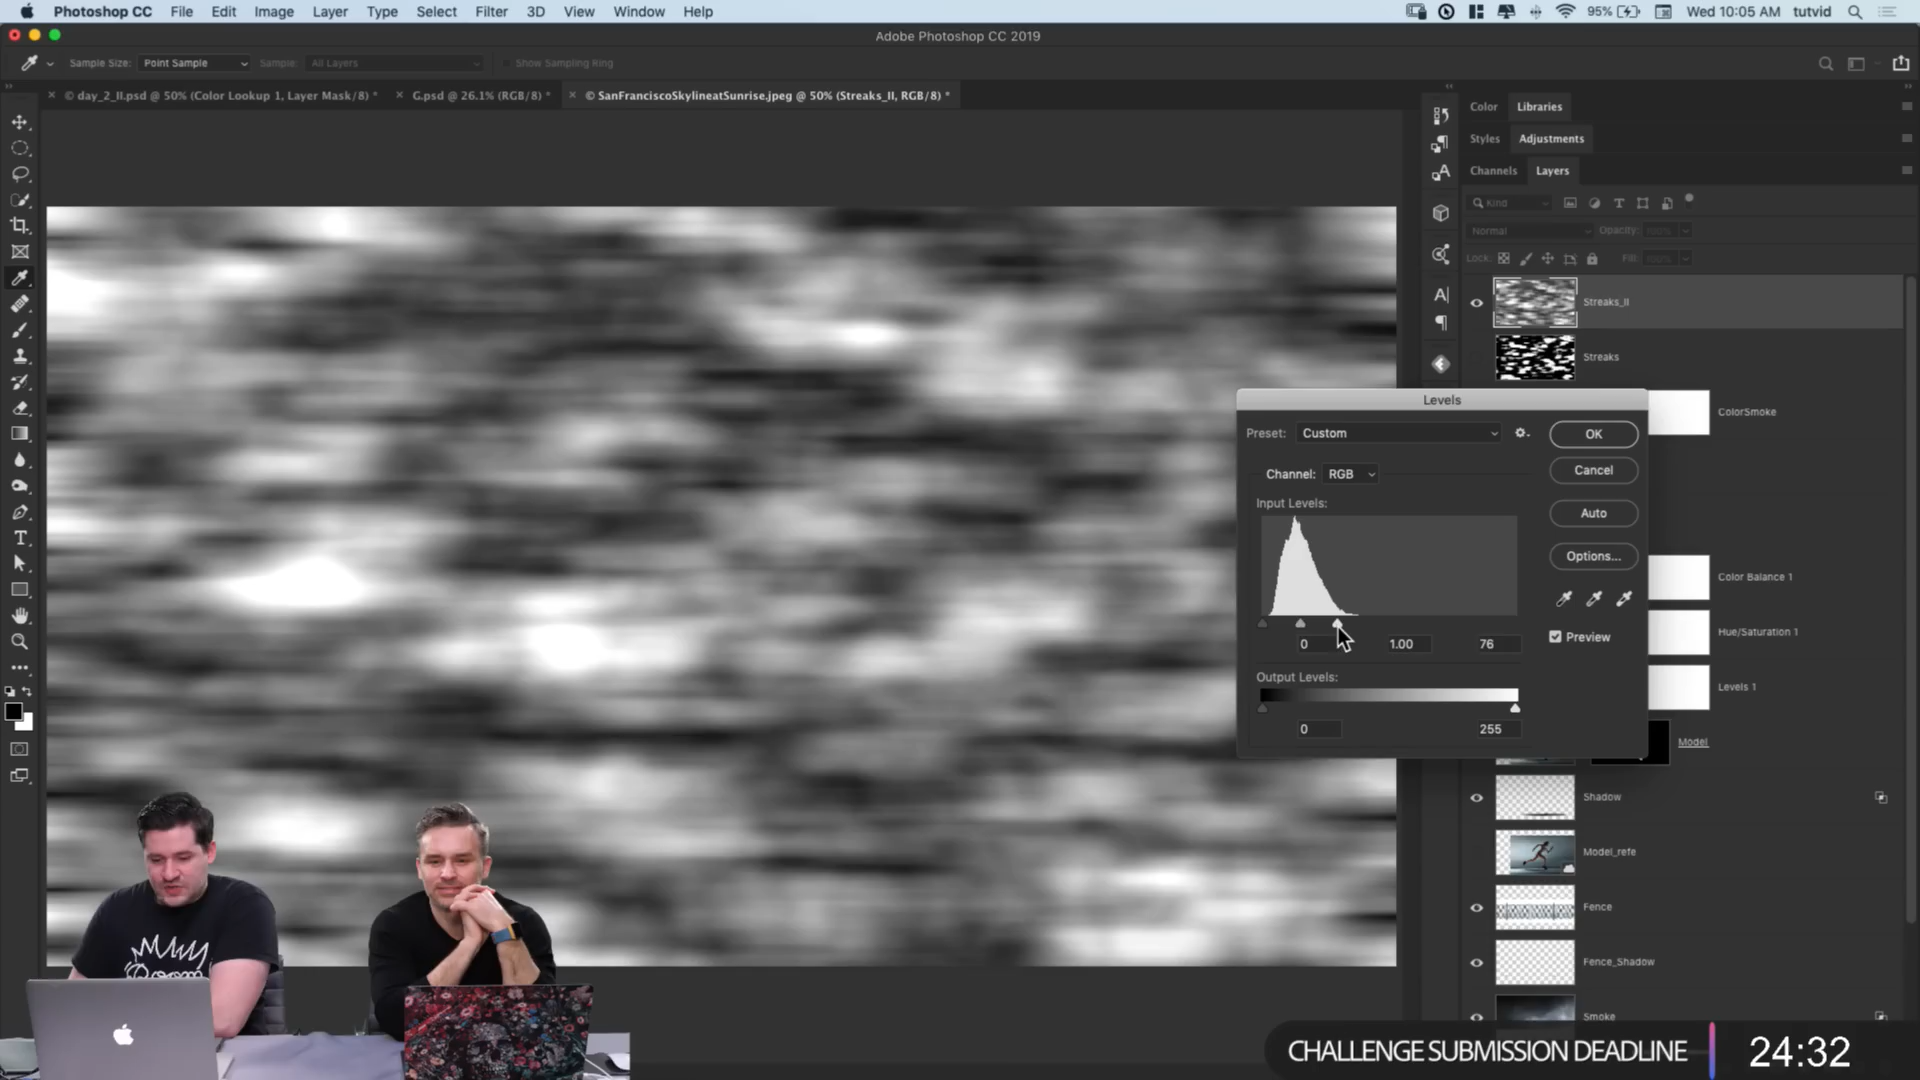 Photoshop CC File Edit Image Layer Type Select Filter 3D View Window Help 95% Wed 10:05 AM tutvid
Adobe Photoshop CC 2019
Sample Size: Point Sample Sample: All Layers Show Sampling Ring
© day_2_II.psd @ 50% (Color Lookup 1, Layer Mask/8) * G.psd @ 26.1% (RGB/8) * © SanFranciscoSkylineatSunrise.jpeg @ 50% (Streaks_II, RGB/8) *
Color Libraries
Styles Adjustments
Channels Layers
Kind
Normal Opacity:
Lock: Fill:
Streaks_II
Streaks
ColorSmoke
Levels
Preset: Custom OK
Channel: RGB Cancel
Input Levels:
Auto
Options...
Color Balance 1
Hue/Saturation 1
Preview
0 1.00 76
Output Levels:
Levels 1
0 255
Model
Shadow
Model_refe
Fence
Fence_Shadow
Smoke
CHALLENGE SUBMISSION DEADLINE 24:32